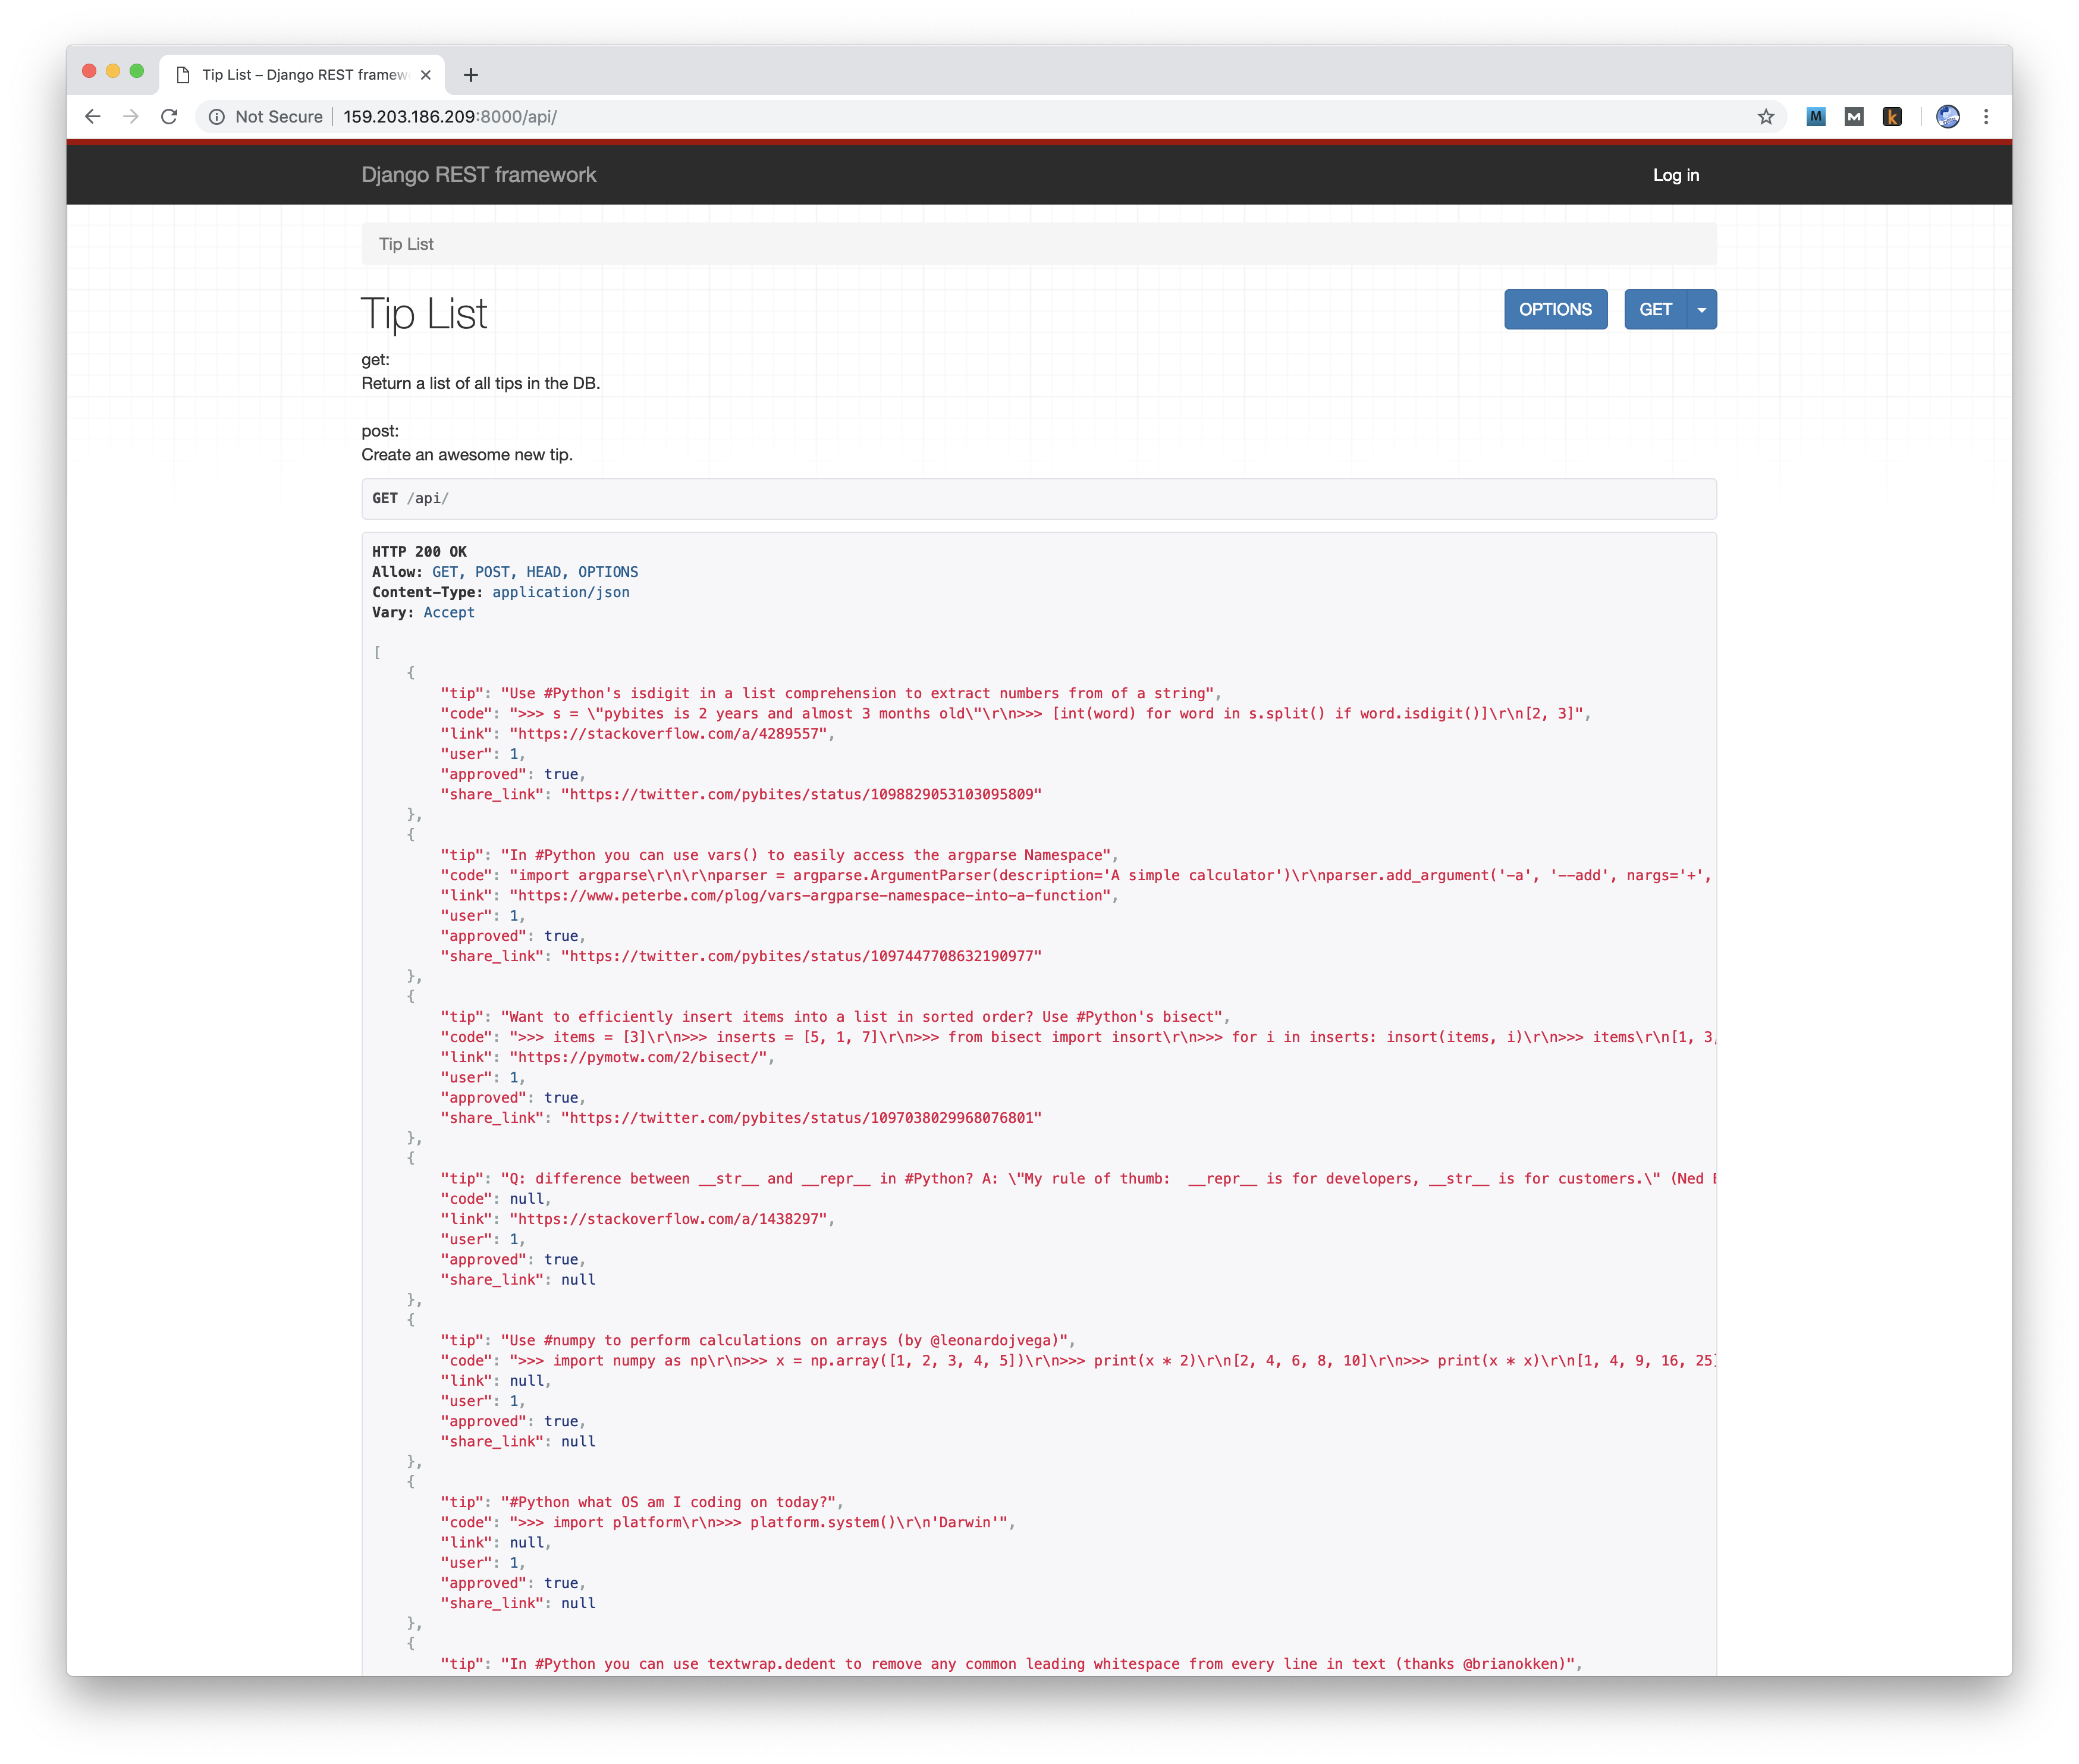 Tip List – Django REST framew
Not Secure 159.203.186.209:8000/api/
M M k
Django REST framework Log in
Tip List
Tip List OPTIONS GET
get:
Return a list of all tips in the DB.
post:
Create an awesome new tip.
GET /api/
HTTP 200 OK
Allow: GET, POST, HEAD, OPTIONS
Content-Type: application/json
Vary: Accept
[
{
"tip": "Use #Python's isdigit in a list comprehension to extract numbers from of a string",
"code": ">>> s = \"pybites is 2 years and almost 3 months old\"\r\n>>> [int(word) for word in s.split() if word.isdigit()]\r\n[2, 3]",
"link": "https://stackoverflow.com/a/4289557",
"user": 1,
"approved": true,
"share_link": "https://twitter.com/pybites/status/1098829053103095809"
},
{
"tip": "In #Python you can use vars() to easily access the argparse Namespace",
"code": "import argparse\r\n\r\nparser = argparse.ArgumentParser(description='A simple calculator')\r\nparser.add_argument('-a', '--add', nargs='+',
"link": "https://www.peterbe.com/plog/vars-argparse-namespace-into-a-function",
"user": 1,
"approved": true,
"share_link": "https://twitter.com/pybites/status/1097447708632190977"
},
{
"tip": "Want to efficiently insert items into a list in sorted order? Use #Python's bisect",
"code": ">>> items = [3]\r\n>>> inserts = [5, 1, 7]\r\n>>> from bisect import insort\r\n>>> for i in inserts: insort(items, i)\r\n>>> items\r\n[1, 3,
"link": "https://pymotw.com/2/bisect/",
"user": 1,
"approved": true,
"share_link": "https://twitter.com/pybites/status/1097038029968076801"
},
{
"tip": "Q: difference between __str__ and __repr__ in #Python? A: \"My rule of thumb:  __repr__ is for developers, __str__ is for customers.\" (Ned
"code": null,
"link": "https://stackoverflow.com/a/1438297",
"user": 1,
"approved": true,
"share_link": null
},
{
"tip": "Use #numpy to perform calculations on arrays (by @leonardojvega)",
"code": ">>> import numpy as np\r\n>>> x = np.array([1, 2, 3, 4, 5])\r\n>>> print(x * 2)\r\n[2, 4, 6, 8, 10]\r\n>>> print(x * x)\r\n[1, 4, 9, 16, 25]
"link": null,
"user": 1,
"approved": true,
"share_link": null
},
{
"tip": "#Python what OS am I coding on today?",
"code": ">>> import platform\r\n>>> platform.system()\r\n'Darwin'",
"link": null,
"user": 1,
"approved": true,
"share_link": null
},
{
"tip": "In #Python you can use textwrap.dedent to remove any common leading whitespace from every line in text (thanks @brianokken)",